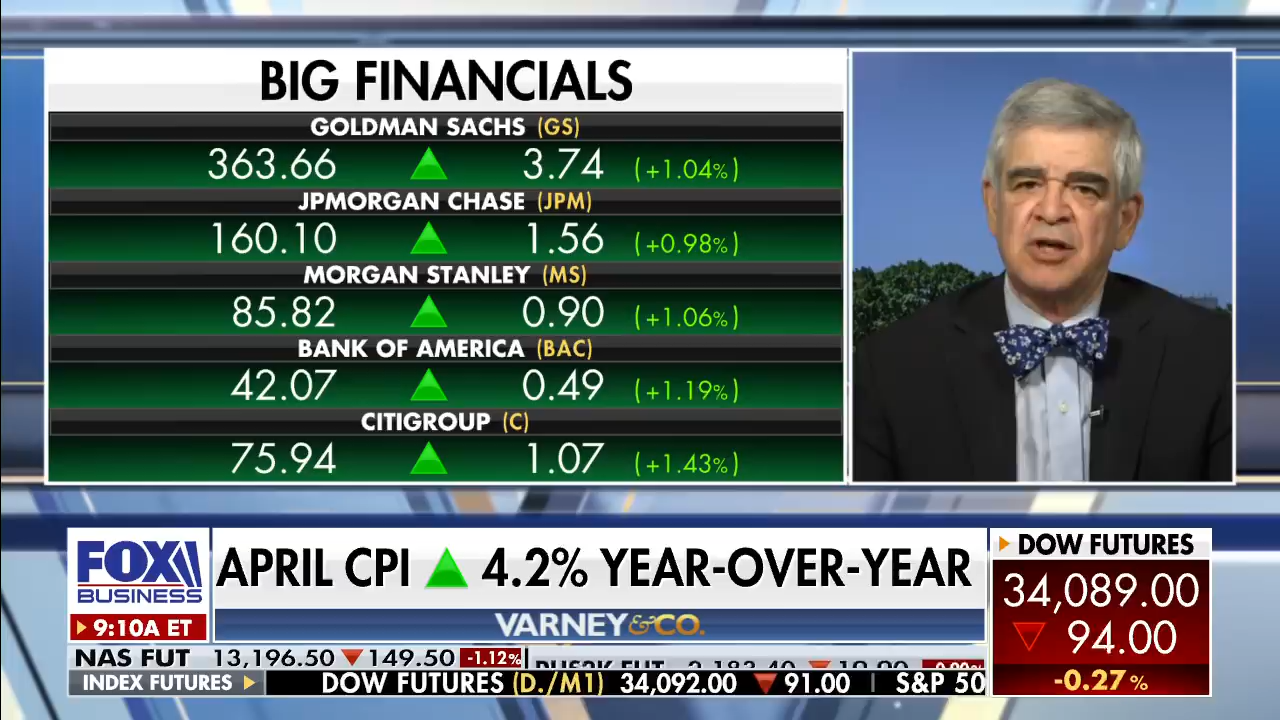 BIG FINANCIALS
GOLDMAN SACHS (GS)
363.66 ▲ 3.74 (+1.04%)
JPMORGAN CHASE (JPM)
160.10 ▲ 1.56 (+0.98%)
MORGAN STANLEY (MS)
85.82 ▲ 0.90 (+1.06%)
BANK OF AMERICA (BAC)
42.07 ▲ 0.49 (+1.19%)
CITIGROUP (C)
75.94 ▲ 1.07 (+1.43%)
FOX BUSINESS
9:10A ET
APRIL CPI ▲ 4.2% YEAR-OVER-YEAR
VARNEY & CO.
DOW FUTURES
34,089.00
▼ 94.00
-0.27%
NAS FUT 13,196.50 ▼ 149.50 -1.12%
INDEX FUTURES DOW FUTURES (D./M1) 34,092.00 ▼ 91.00 | S&P 50